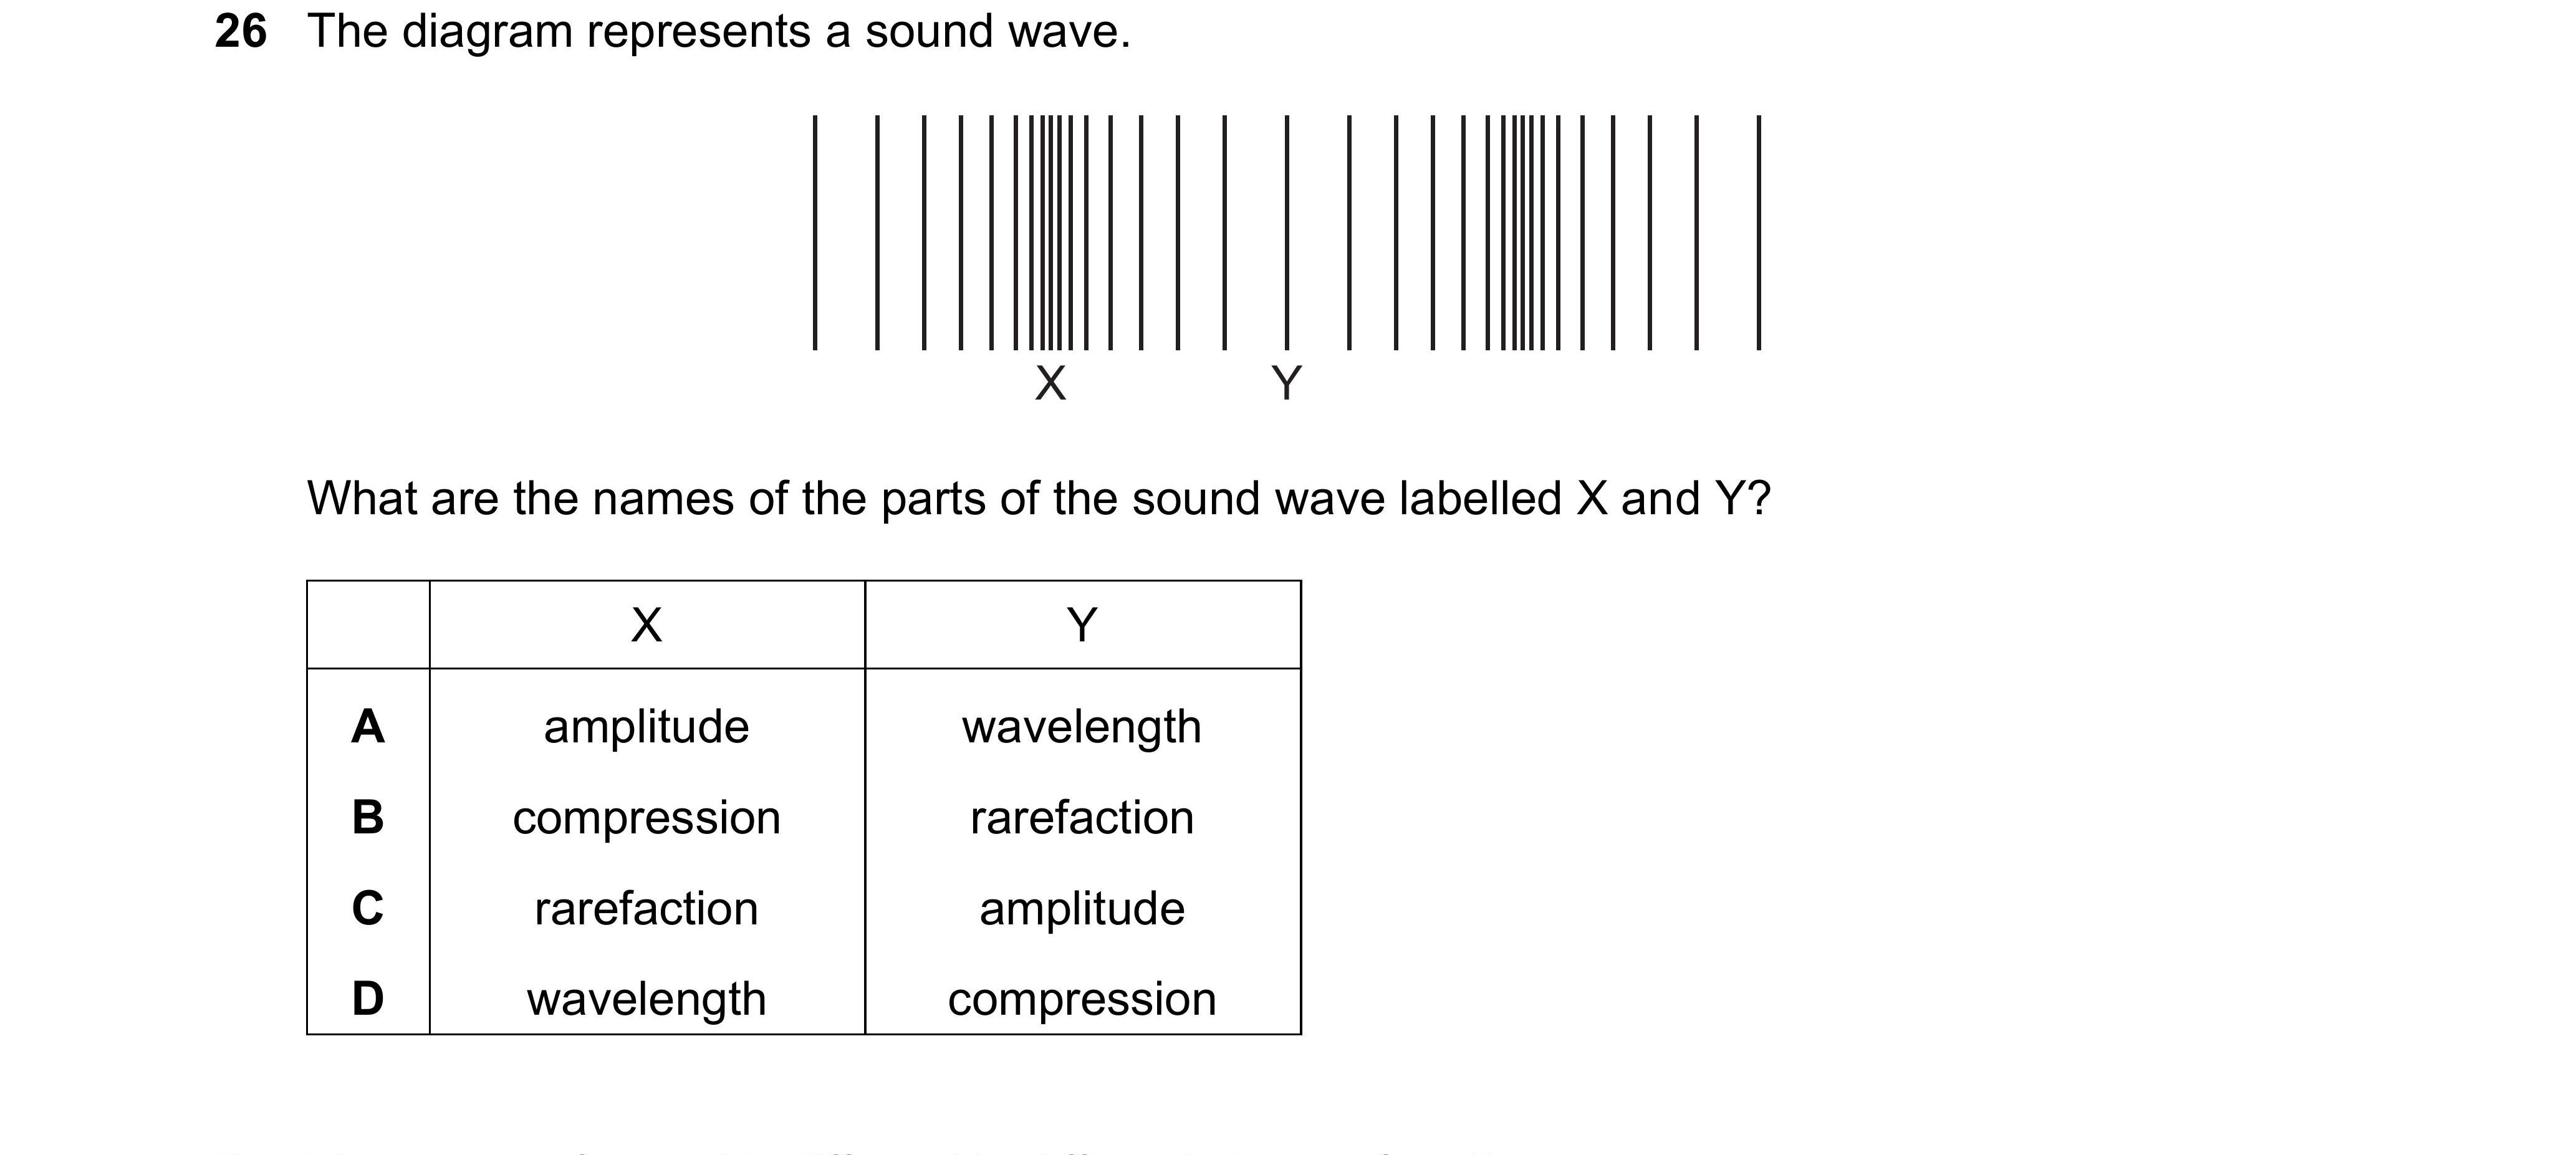 26 The diagram represents a sound wave.
X Y
What are the names of the parts of the sound wave labelled X and Y?
X Y
A amplitude wavelength
B compression rarefaction
C rarefaction amplitude
D wavelength compression